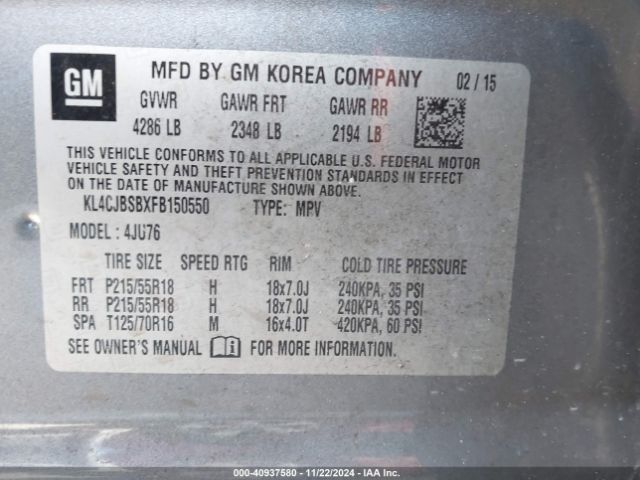 GM
MFD BY GM KOREA COMPANY 02 / 15
GVWR GAWR FRT GAWR RR
4286 LB 2348 LB 2194 LB
THIS VEHICLE CONFORMS TO ALL APPLICABLE U.S. FEDERAL MOTOR
VEHICLE SAFETY AND THEFT PREVENTION STANDARDS IN EFFECT
ON THE DATE OF MANUFACTURE SHOWN ABOVE.
KL4CJBSBXFB150550 TYPE: MPV
MODEL : 4JU76
TIRE SIZE SPEED RTG RIM COLD TIRE PRESSURE
FRT P215/55R18 H 18x7.0J 240KPA, 35 PSI
RR P215/55R18 H 18x7.0J 240KPA, 35 PSI
SPA T125/70R16 M 16x4.0T 420KPA, 60 PSI
SEE OWNER'S MANUAL i FOR MORE INFORMATION.
000-40937580 - 11/22/2024 - IAA Inc.